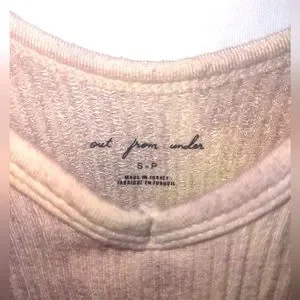 out from under
S-P
MADE IN TURKEY
FABRIQUÉ EN TURQUIE